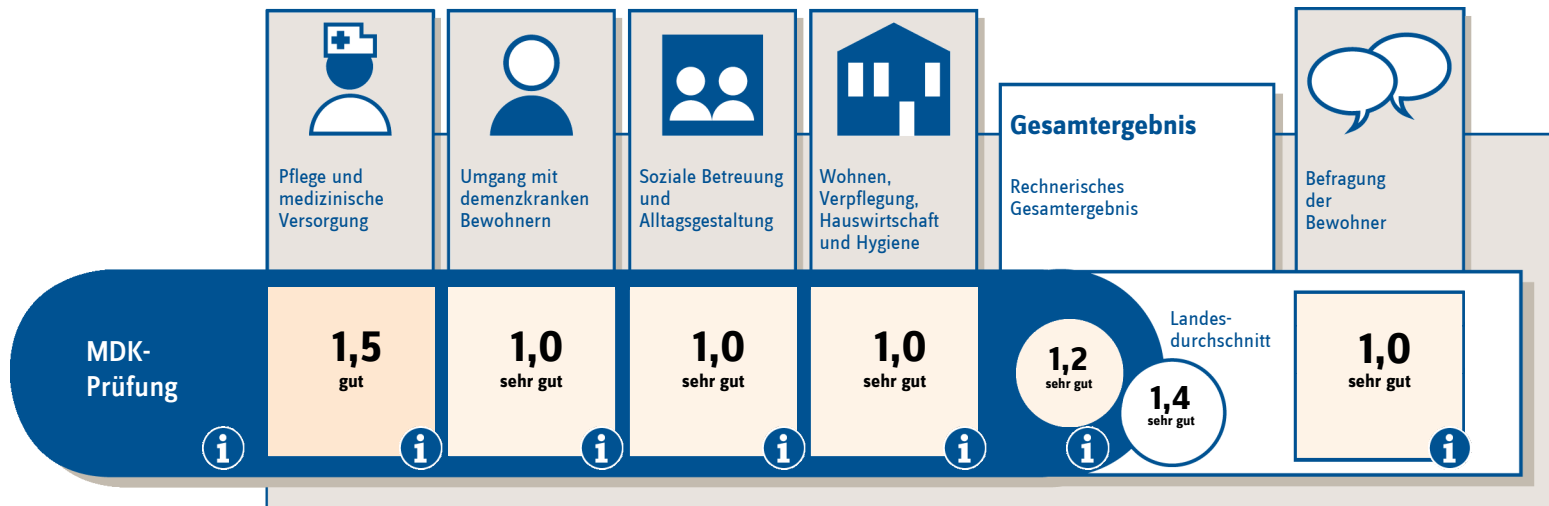 Pflege und
medizinische
Versorgung
Umgang mit
demenzkranken
Bewohnern
Soziale Betreuung
und
Alltagsgestaltung
Wohnen,
Verpflegung,
Hauswirtschaft
und Hygiene
Gesamtergebnis
Rechnerisches
Gesamtergebnis
Befragung
der
Bewohner
MDK-
Prüfung
i
1,5
gut
i
1,0
sehr gut
i
1,0
sehr gut
i
1,0
sehr gut
i
1,2
sehr gut
i
Landes-
durchschnitt
1,4
sehr gut
1,0
sehr gut
i